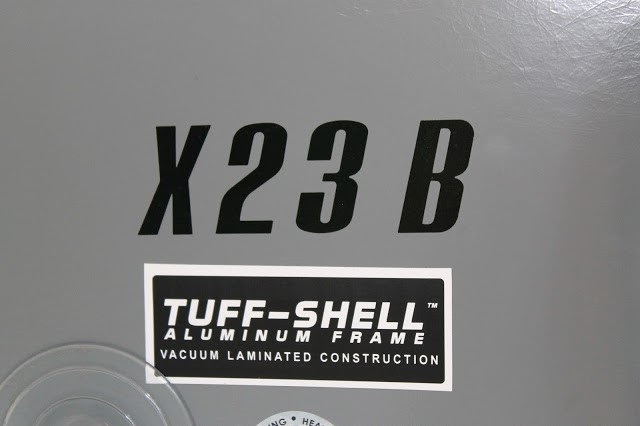 X23 B
TUFF-SHELL™
ALUMINUM FRAME
VACUUM LAMINATED CONSTRUCTION